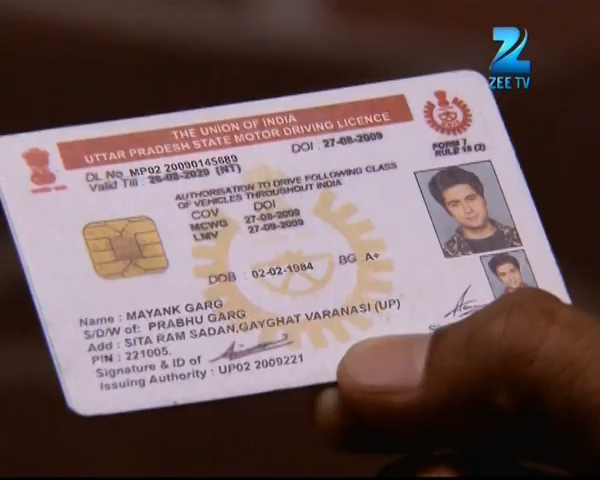 ZEE TV
THE UNION OF INDIA
UTTAR PRADESH STATE MOTOR DRIVING LICENCE
DL No MP02 20090145689 DOI : 27-08-2009
Valid Till : 26-08-2029 (NT)
FORM 7
RULE 16 (2)
AUTHORISATION TO DRIVE FOLLOWING CLASS
OF VEHICLES THROUGHOUT INDIA
COV DOI
MCWG 27-08-2009
LMV 27-09-2009
DOB : 02-02-1984 BG A+
Name : MAYANK GARG
S/D/W of: PRABHU GARG
Add : SITA RAM SADAN,GAYGHAT VARANASI (UP)
PIN : 221005.
Signature & ID of
Issuing Authority : UP02 2009221